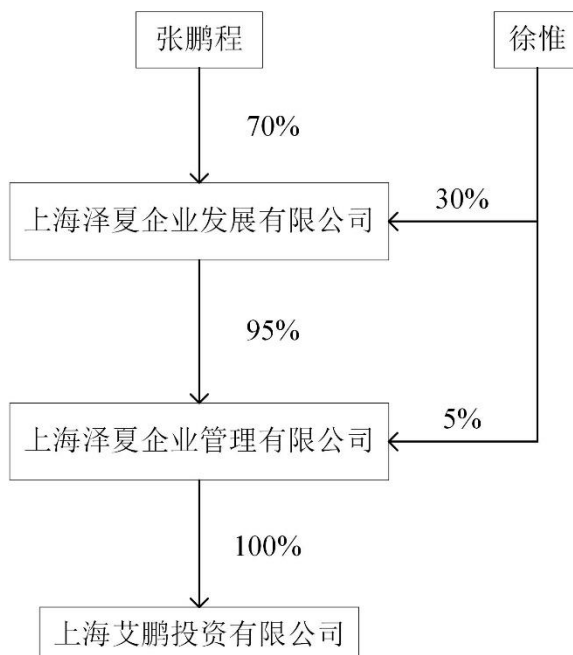 张鹏程
徐惟
70%
上海泽夏企业发展有限公司
30%
95%
上海泽夏企业管理有限公司
5%
100%
上海艾鹏投资有限公司